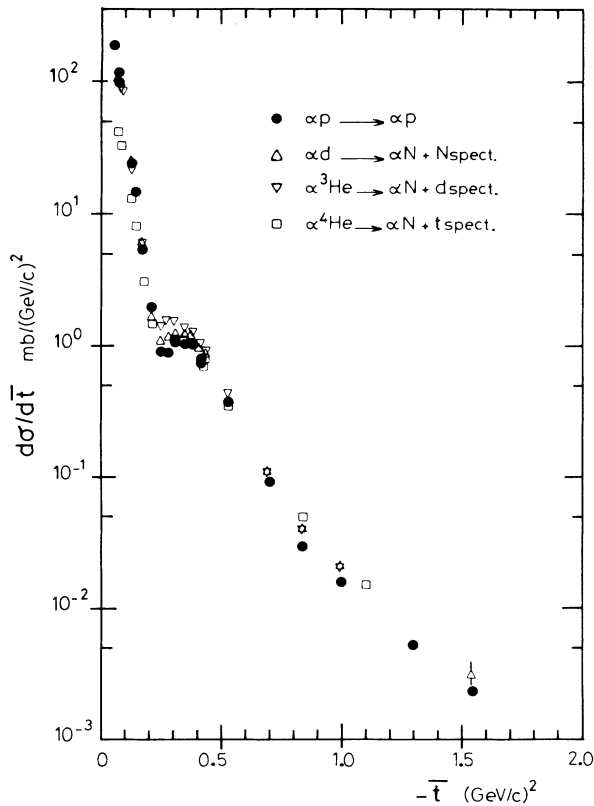 10²
10¹
10⁰
10⁻¹
10⁻²
10⁻³
dσ/dt̅ mb/(GeV/c)²
● αp → αp
△ αd → αN + Nspect.
▽ α³He → αN + dspect.
□ α⁴He → αN + tspect.
0 0.5 1.0 1.5 2.0
-t̅ (GeV/c)²